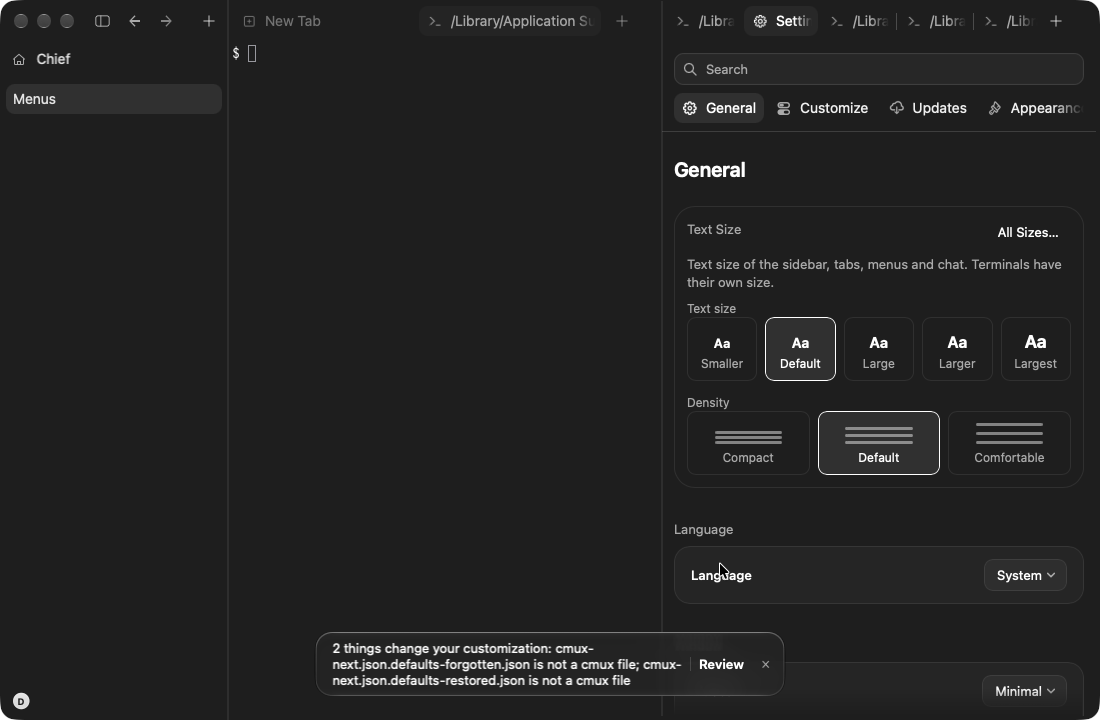 Chief
Menus
D
New Tab
/Library/Application Su
$
/Libra
Settin
/Libra
/Libra
/Libr
Search
General
Customize
Updates
Appearanc
General
Text Size
All Sizes...
Text size of the sidebar, tabs, menus and chat. Terminals have
their own size.
Text size
Aa
Smaller
Aa
Default
Aa
Large
Aa
Larger
Aa
Largest
Density
Compact
Default
Comfortable
Language
Language
System
2 things change your customization: cmux-
next.json.defaults-forgotten.json is not a cmux file; cmux-
next.json.defaults-restored.json is not a cmux file
Review
Minimal